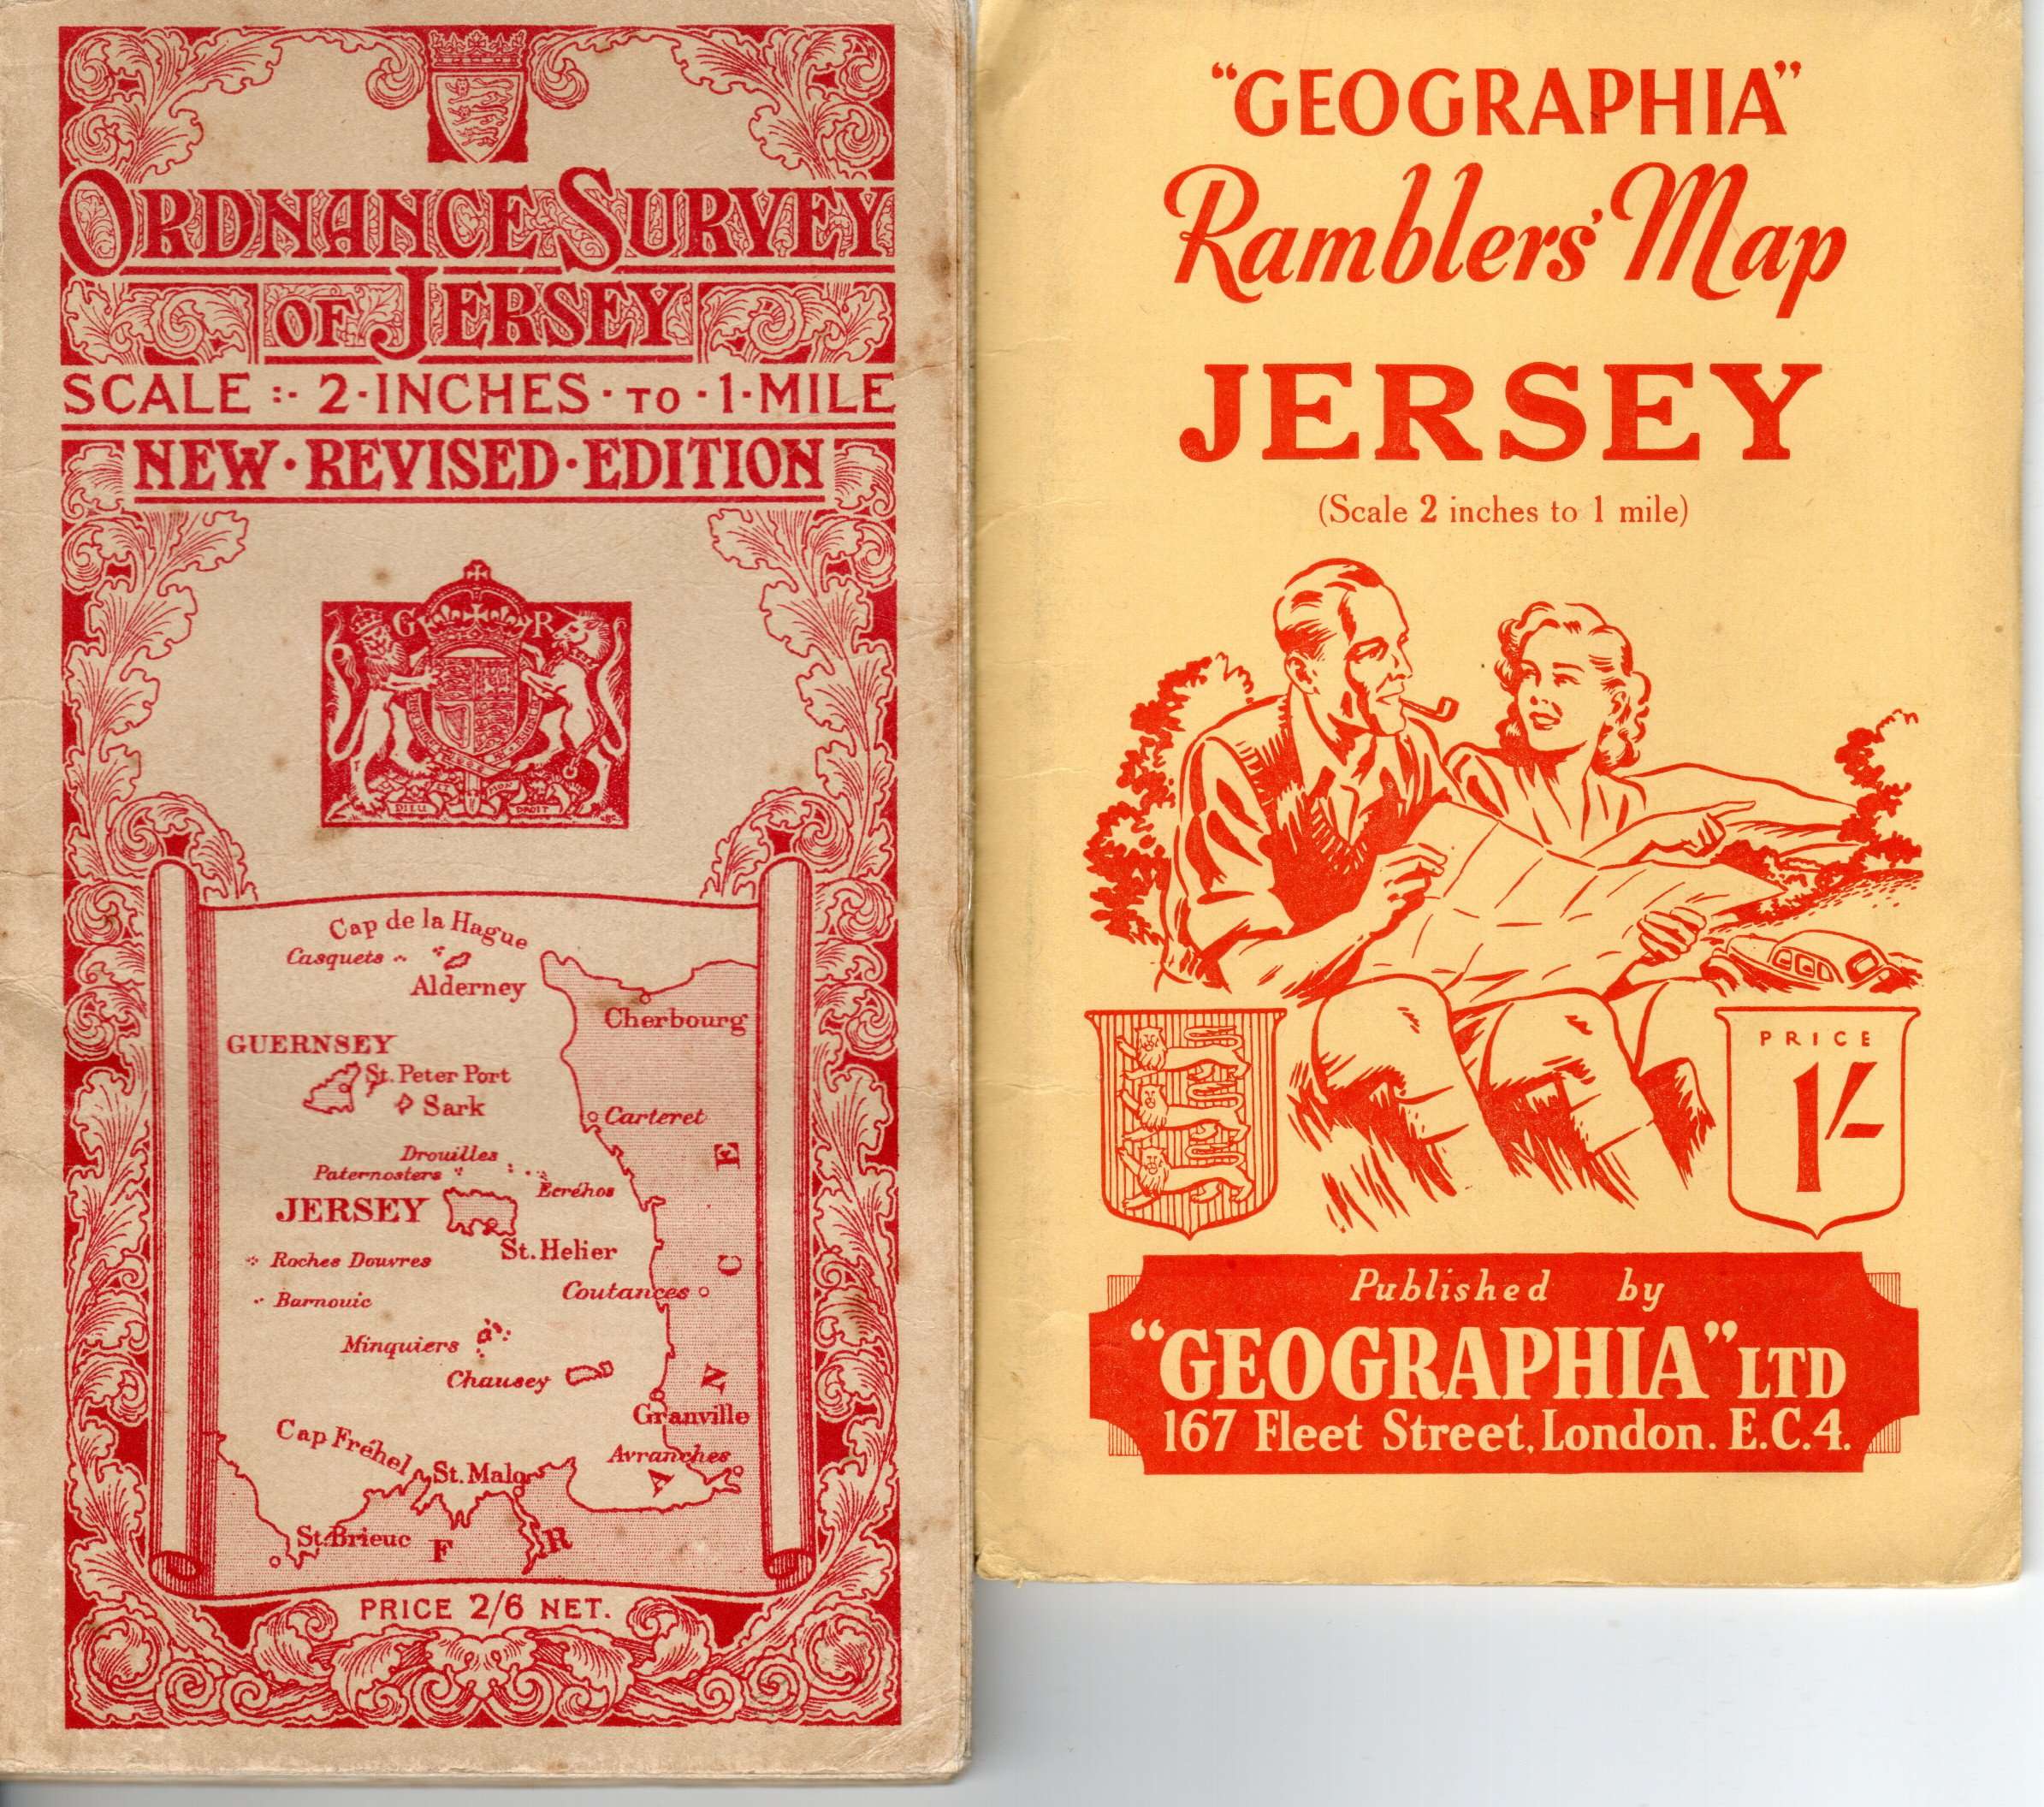 ORDNANCE SURVEY
OF JERSEY
SCALE :- 2·INCHES·TO·1·MILE
NEW·REVISED·EDITION
G R
DIEU ET MON DROIT
Cap de la Hague
Casquets
Alderney
Cherbourg
GUERNSEY
St. Peter Port
Sark
Carteret
Drouilles
Paternosters
Ecréhos
JERSEY
St. Helier
Roches Douvres
Coutances
Barnouic
Minquiers
Chausey
Granville
Cap Fréhel
Avranches
St. Malo
St. Brieuc
FRANCE
PRICE 2/6 NET.
"GEOGRAPHIA"
Ramblers' Map
JERSEY
(Scale 2 inches to 1 mile)
PRICE
1/-
Published by
"GEOGRAPHIA" LTD
167 Fleet Street, London. E.C.4.